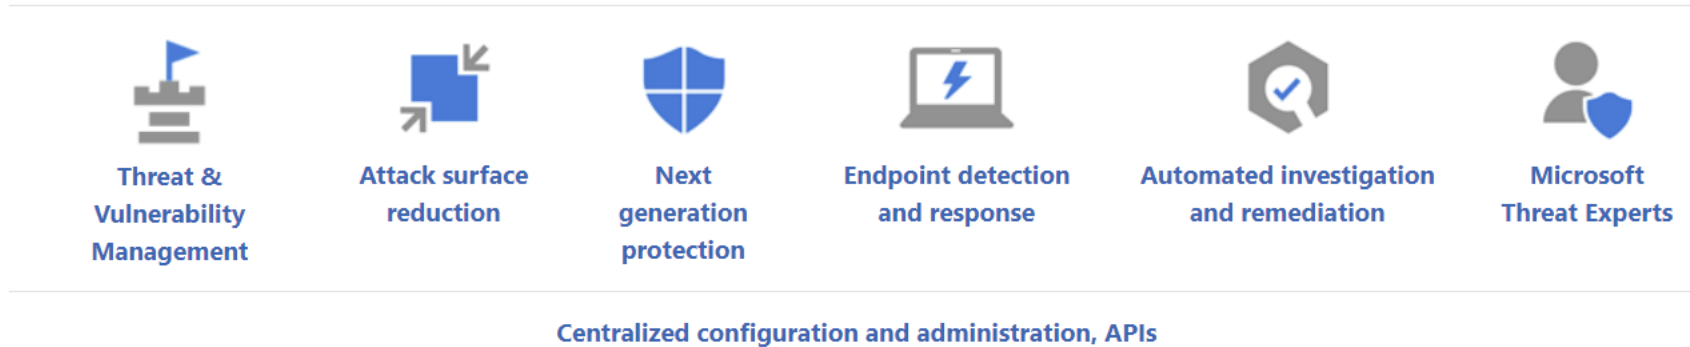 Threat &
Vulnerability
Management
Attack surface
reduction
Next
generation
protection
Endpoint detection
and response
Automated investigation
and remediation
Microsoft
Threat Experts
Centralized configuration and administration, APIs